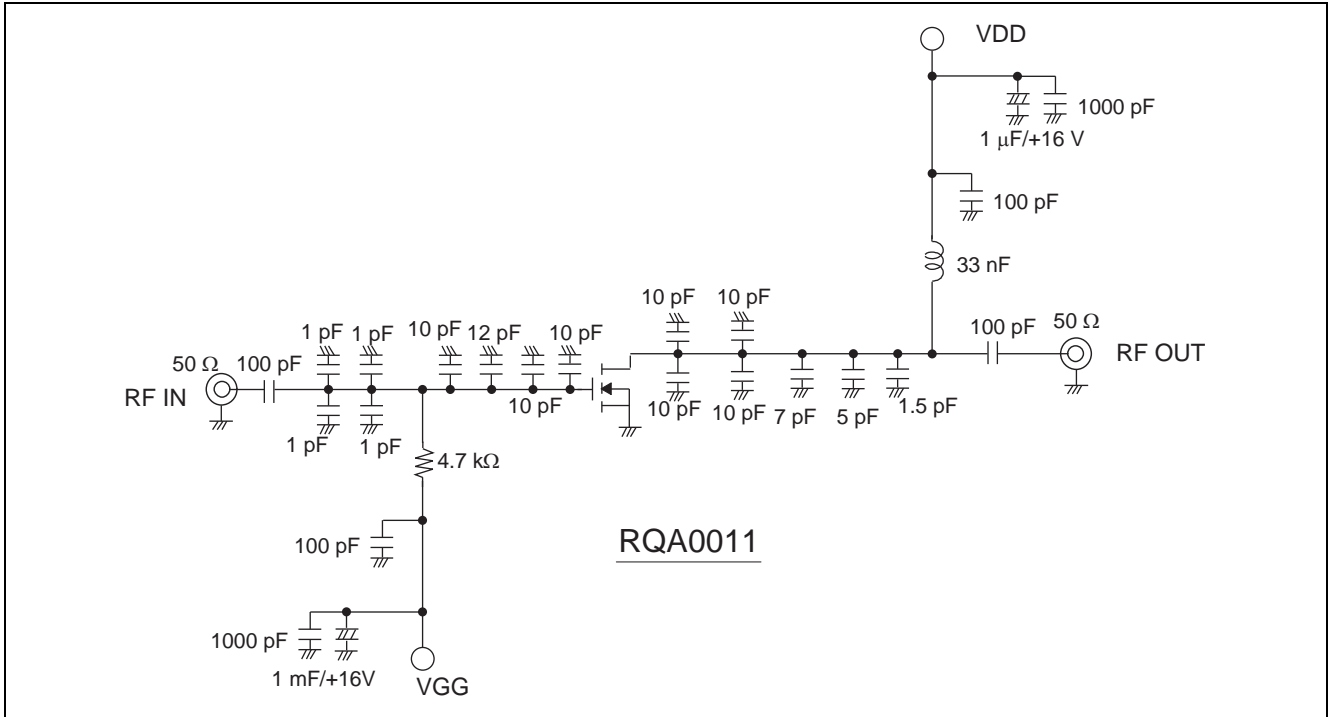 VDD
1000 pF
1 μF/+16 V
100 pF
33 nF
10 pF 10 pF
1 pF 1 pF 10 pF 12 pF 10 pF
50 Ω 100 pF
100 pF 50 Ω
RF IN
RF OUT
1 pF 1 pF
10 pF
10 pF 10 pF 7 pF 5 pF 1.5 pF
4.7 kΩ
100 pF
RQA0011
1000 pF
1 mF/+16V
VGG